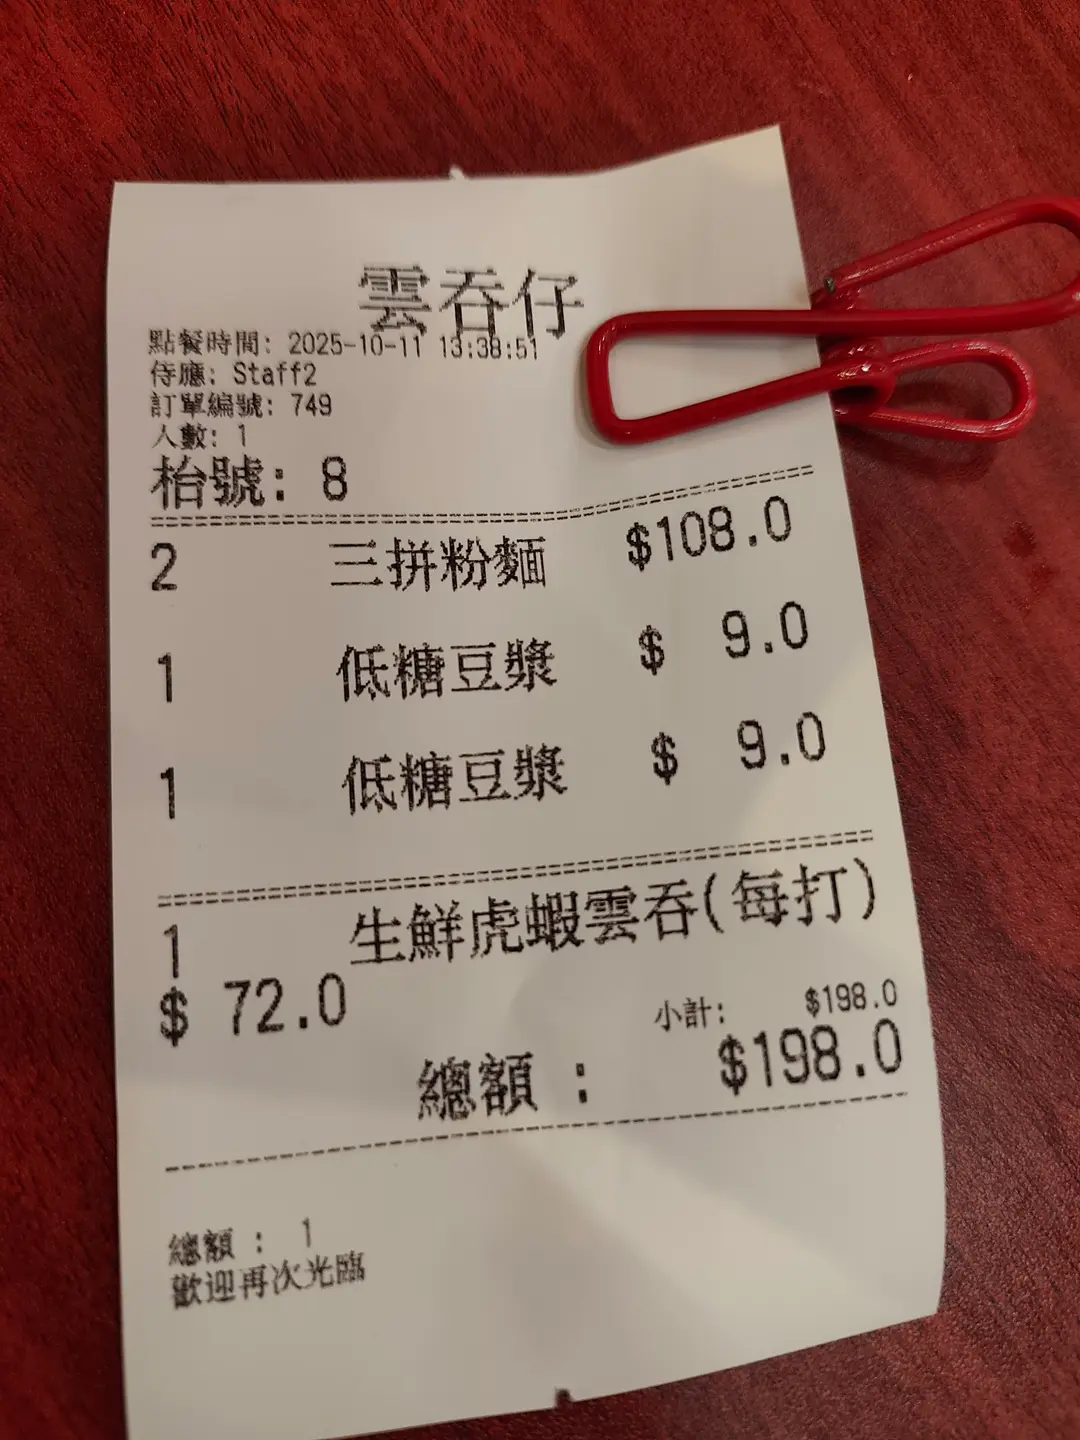 雲吞仔
點餐時間: 2025-10-11 13:38:51
侍應: Staff2
訂單編號: 749
人數: 1
枱號: 8
2 三拼粉麵 $108.0
1 低糖豆漿 $ 9.0
1 低糖豆漿 $ 9.0
1 生鮮虎蝦雲吞(每打)
$ 72.0
小計: $198.0
總額 : $198.0
總額 : 1
歡迎再次光臨